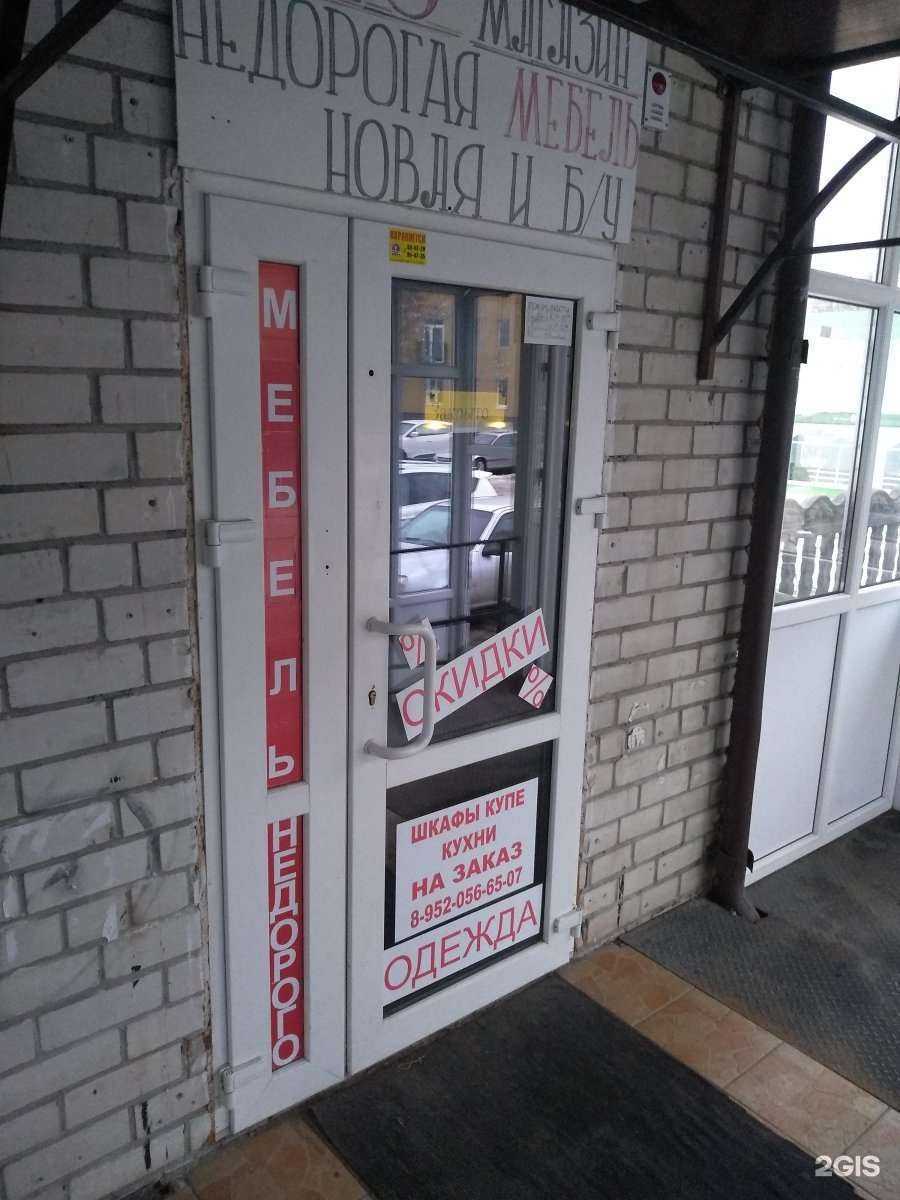 МАГАЗИН
НЕДОРОГАЯ МЕБЕЛЬ
НОВАЯ И Б/У
ОХРАНЯЕТСЯ
МЕБЕЛЬ
НЕДОРОГО
%
СКИДКИ
%
ШКАФЫ КУПЕ
КУХНИ
НА ЗАКАЗ
8-952-056-65-07
ОДЕЖДА
2GIS